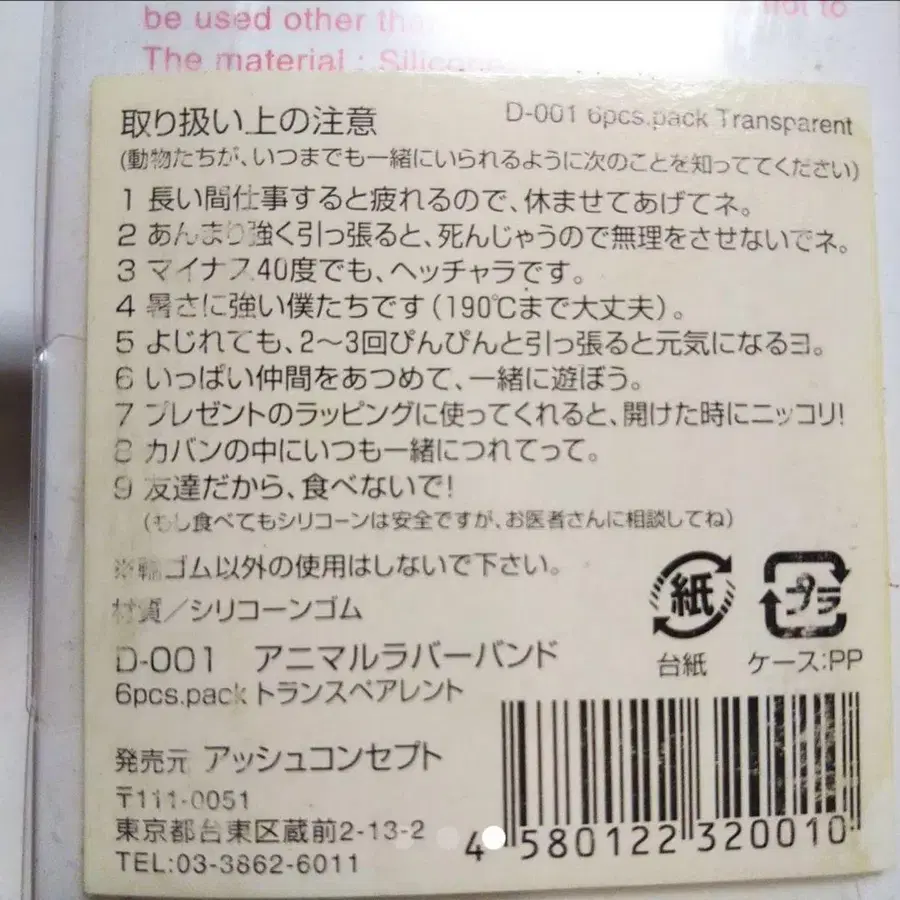 not to
be used other tha
The material : Silicone
取り扱い上の注意
D-001 6pcs.pack Transparent
(動物たちが、いつまでも一緒にいられるように次のことを知っててください)
1 長い間仕事すると疲れるので、休ませてあげてネ。
2 あんまり強く引っ張ると、死んじゃうので無理をさせないでネ。
3 マイナス40度でも、ヘッチャラです。
4 暑さに強い僕たちです(190℃まで大丈夫)。
5 よじれても、2〜3回ぴんぴんと引っ張ると元気になるヨ。
6 いっぱい仲間をあつめて、一緒に遊ぼう。
7 プレゼントのラッピングに使ってくれると、開けた時にニッコリ!
8 カバンの中にいつも一緒につれてって。
9 友達だから、食べないで!
(もし食べてもシリコーンは安全ですが、お医者さんに相談してね)
※輪ゴム以外の使用はしないで下さい。
材質/シリコーンゴム
紙
プラ
台紙
ケース:PP
D-001 アニマルラバーバンド
6pcs.pack トランスペアレント
発売元 アッシュコンセプト
〒111-0051
東京都台東区蔵前2-13-2
TEL:03-3862-6011
4 580122 320010